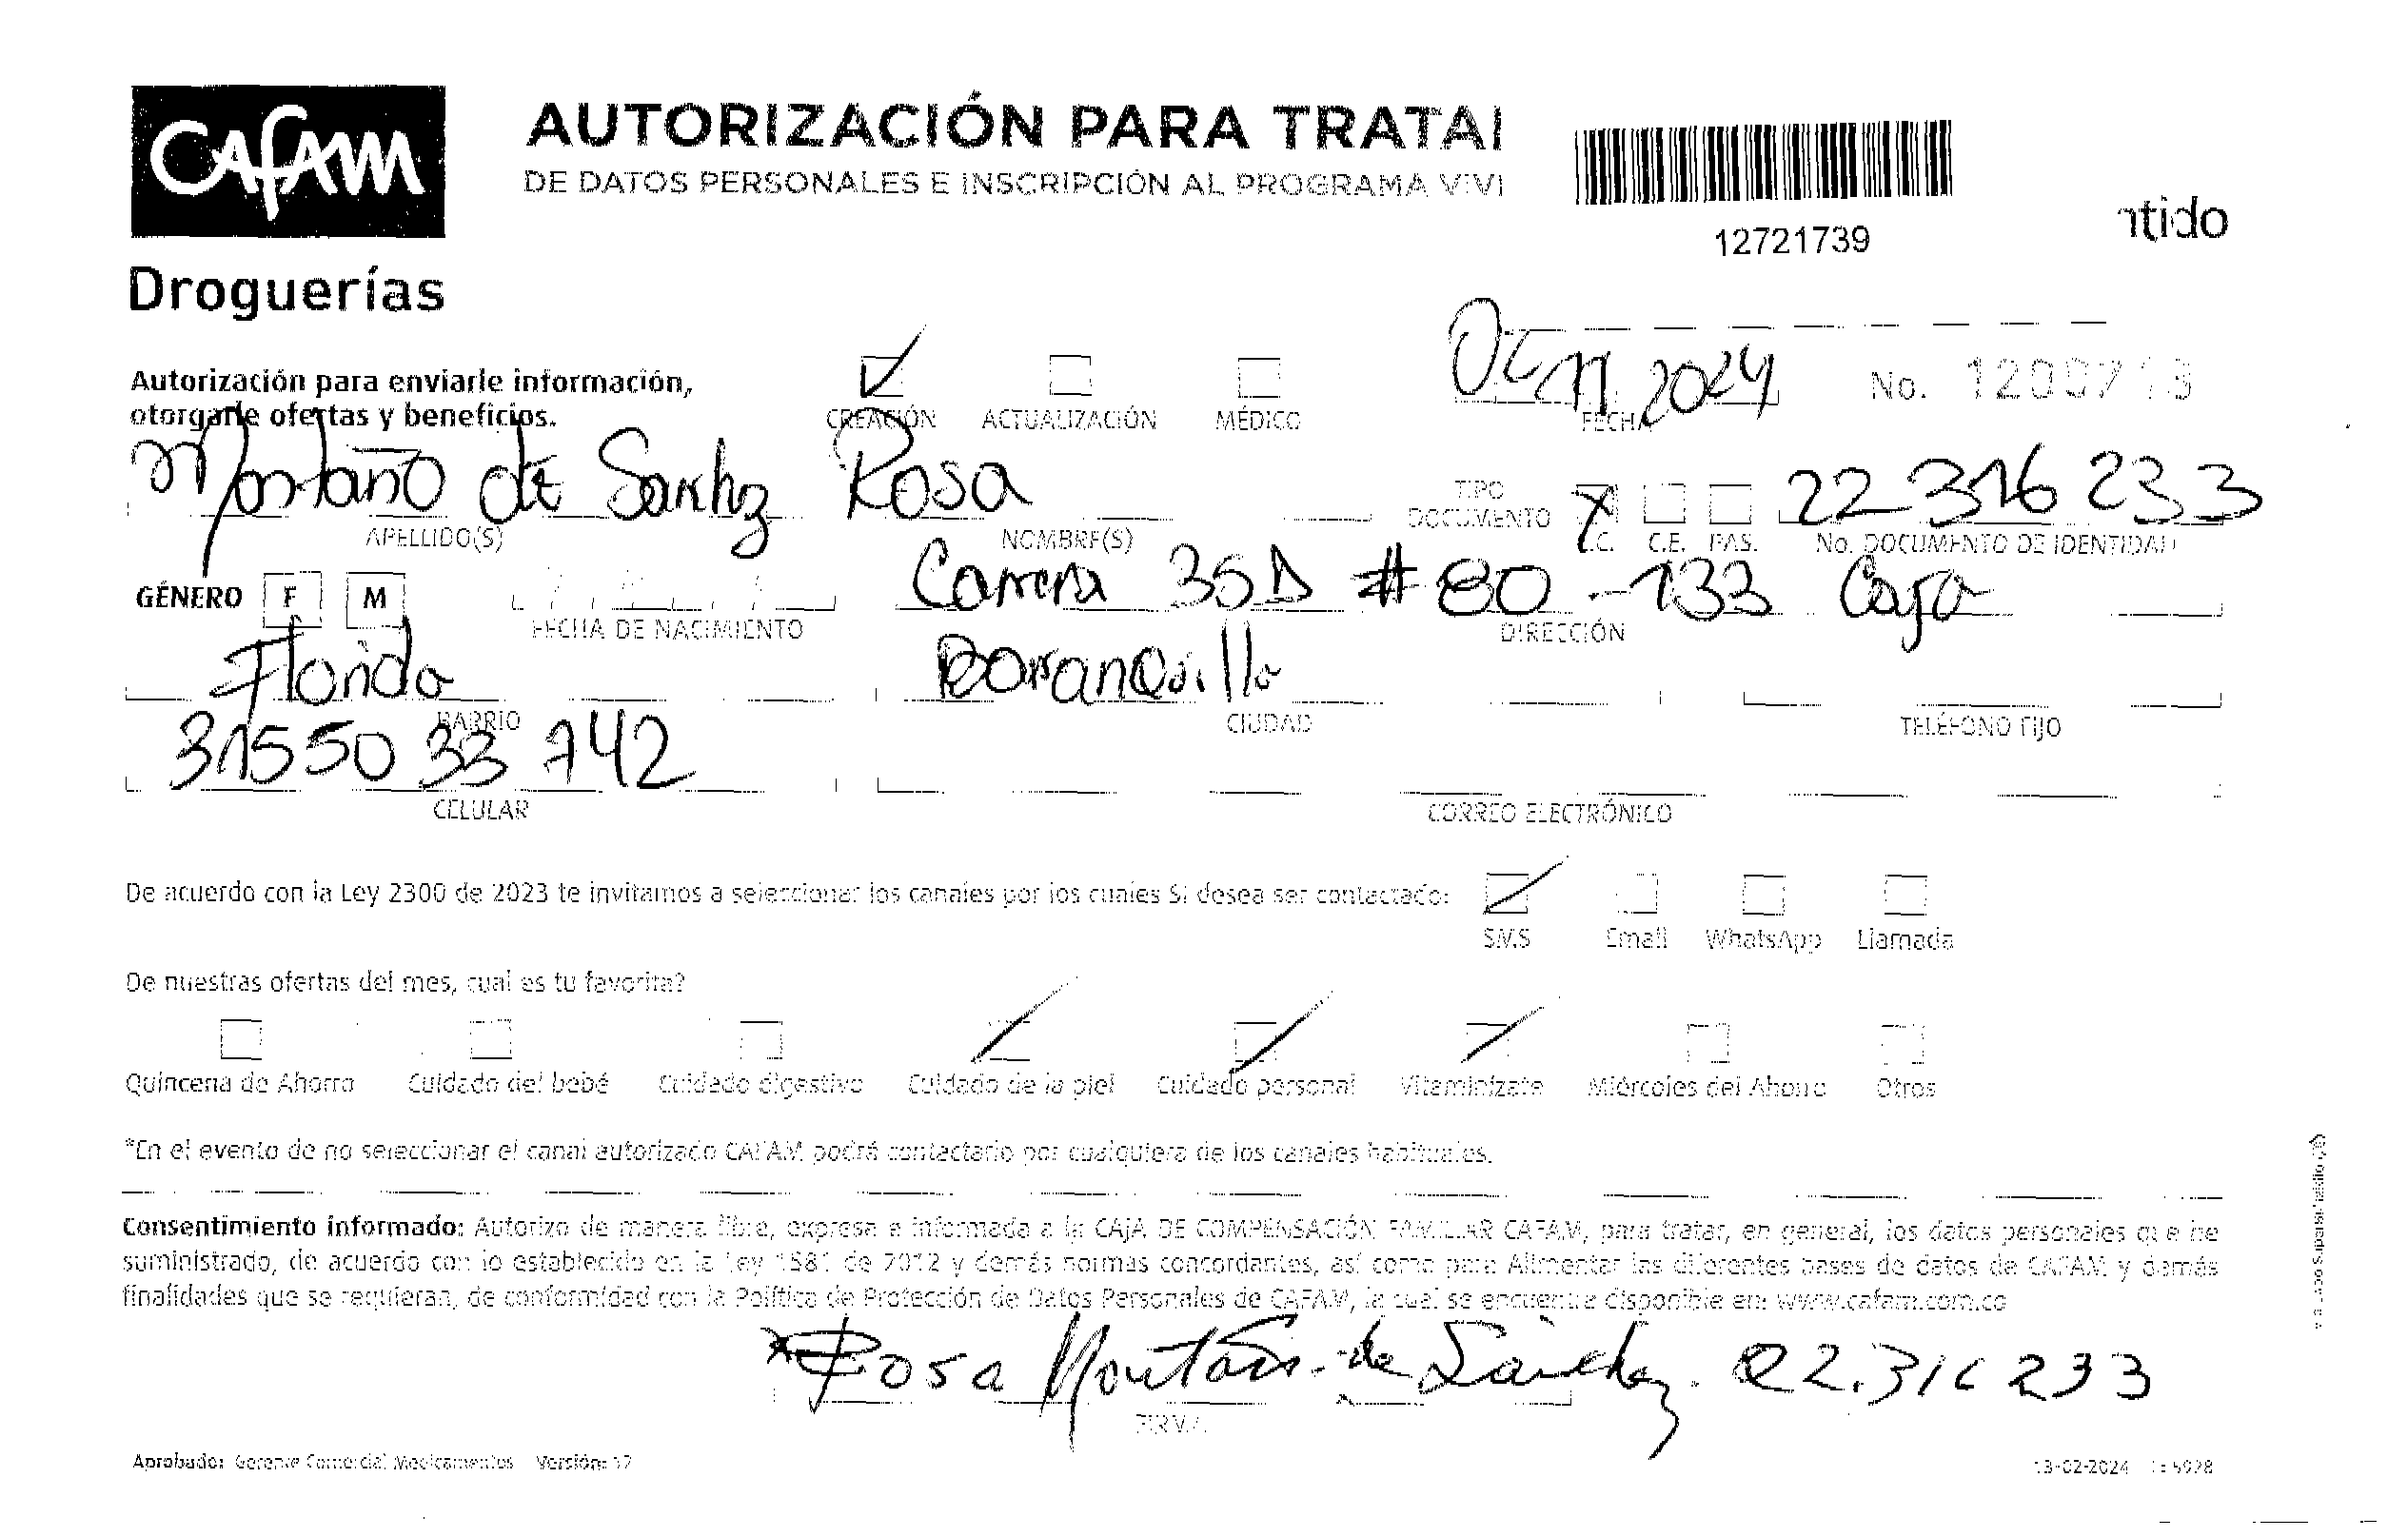 CAFAM
Droguerías
AUTORIZACIÓN PARA TRATAI
DE DATOS PERSONALES E INSCRIPCIÓN AL PROGRAMA VIVI
12721739
ntido
Autorización para enviarle información,
otorgarle ofertas y beneficios.
CREACIÓN ACTUALIZACIÓN MÉDICO
Oct 11 2024
FECHA
No.
Montaño de Sanchz Rosa
APELLIDO(S) NOMBRE(S)
TIPO
DOCUMENTO
C.C. C.E. PAS.
22 316 233
No. DOCUMENTO DE IDENTIDAD
GÉNERO F M
FECHA DE NACIMIENTO
Carrera 35D # 80 - 133 Casa
DIRECCIÓN
Florida Baranquilla
BARRIO CIUDAD TELÉFONO FIJO
31550 33 742
CELULAR CORREO ELECTRÓNICO
De acuerdo con la Ley 2300 de 2023 te invitamos a seleccionar los canales por los cuales Si desea ser contactado:
SMS Email WhatsApp Llamada
De nuestras ofertas del mes, cual es tu favorita?
Quincena de Ahorro Cuidado del bebé Cuidado digestivo Cuidado de la piel Cuidado personal Vitaminízate Miércoles del Ahorro Otros
*En el evento de no seleccionar el canal autorizado CAFAM podrá contactarlo por cualquiera de los canales habituales.
Consentimiento informado: Autorizo de manera libre, expresa e informada a la CAJA DE COMPENSACIÓN FAMILIAR CAFAM, para tratar, en general, los datos personales que he
suministrado, de acuerdo con lo establecido en la Ley 1581 de 2012 y demás normas concordantes, así como para Alimentar las diferentes bases de datos de CAFAM y demás
finalidades que se requieran, de conformidad con la Política de Protección de Datos Personales de CAFAM, la cual se encuentra disponible en: www.cafam.com.co
Rosa Montaño de Sánchez. 22.316 233
FIRMA
Aprobado: Gerente Comercial Medicamentos Versión: 12
13-02-2024